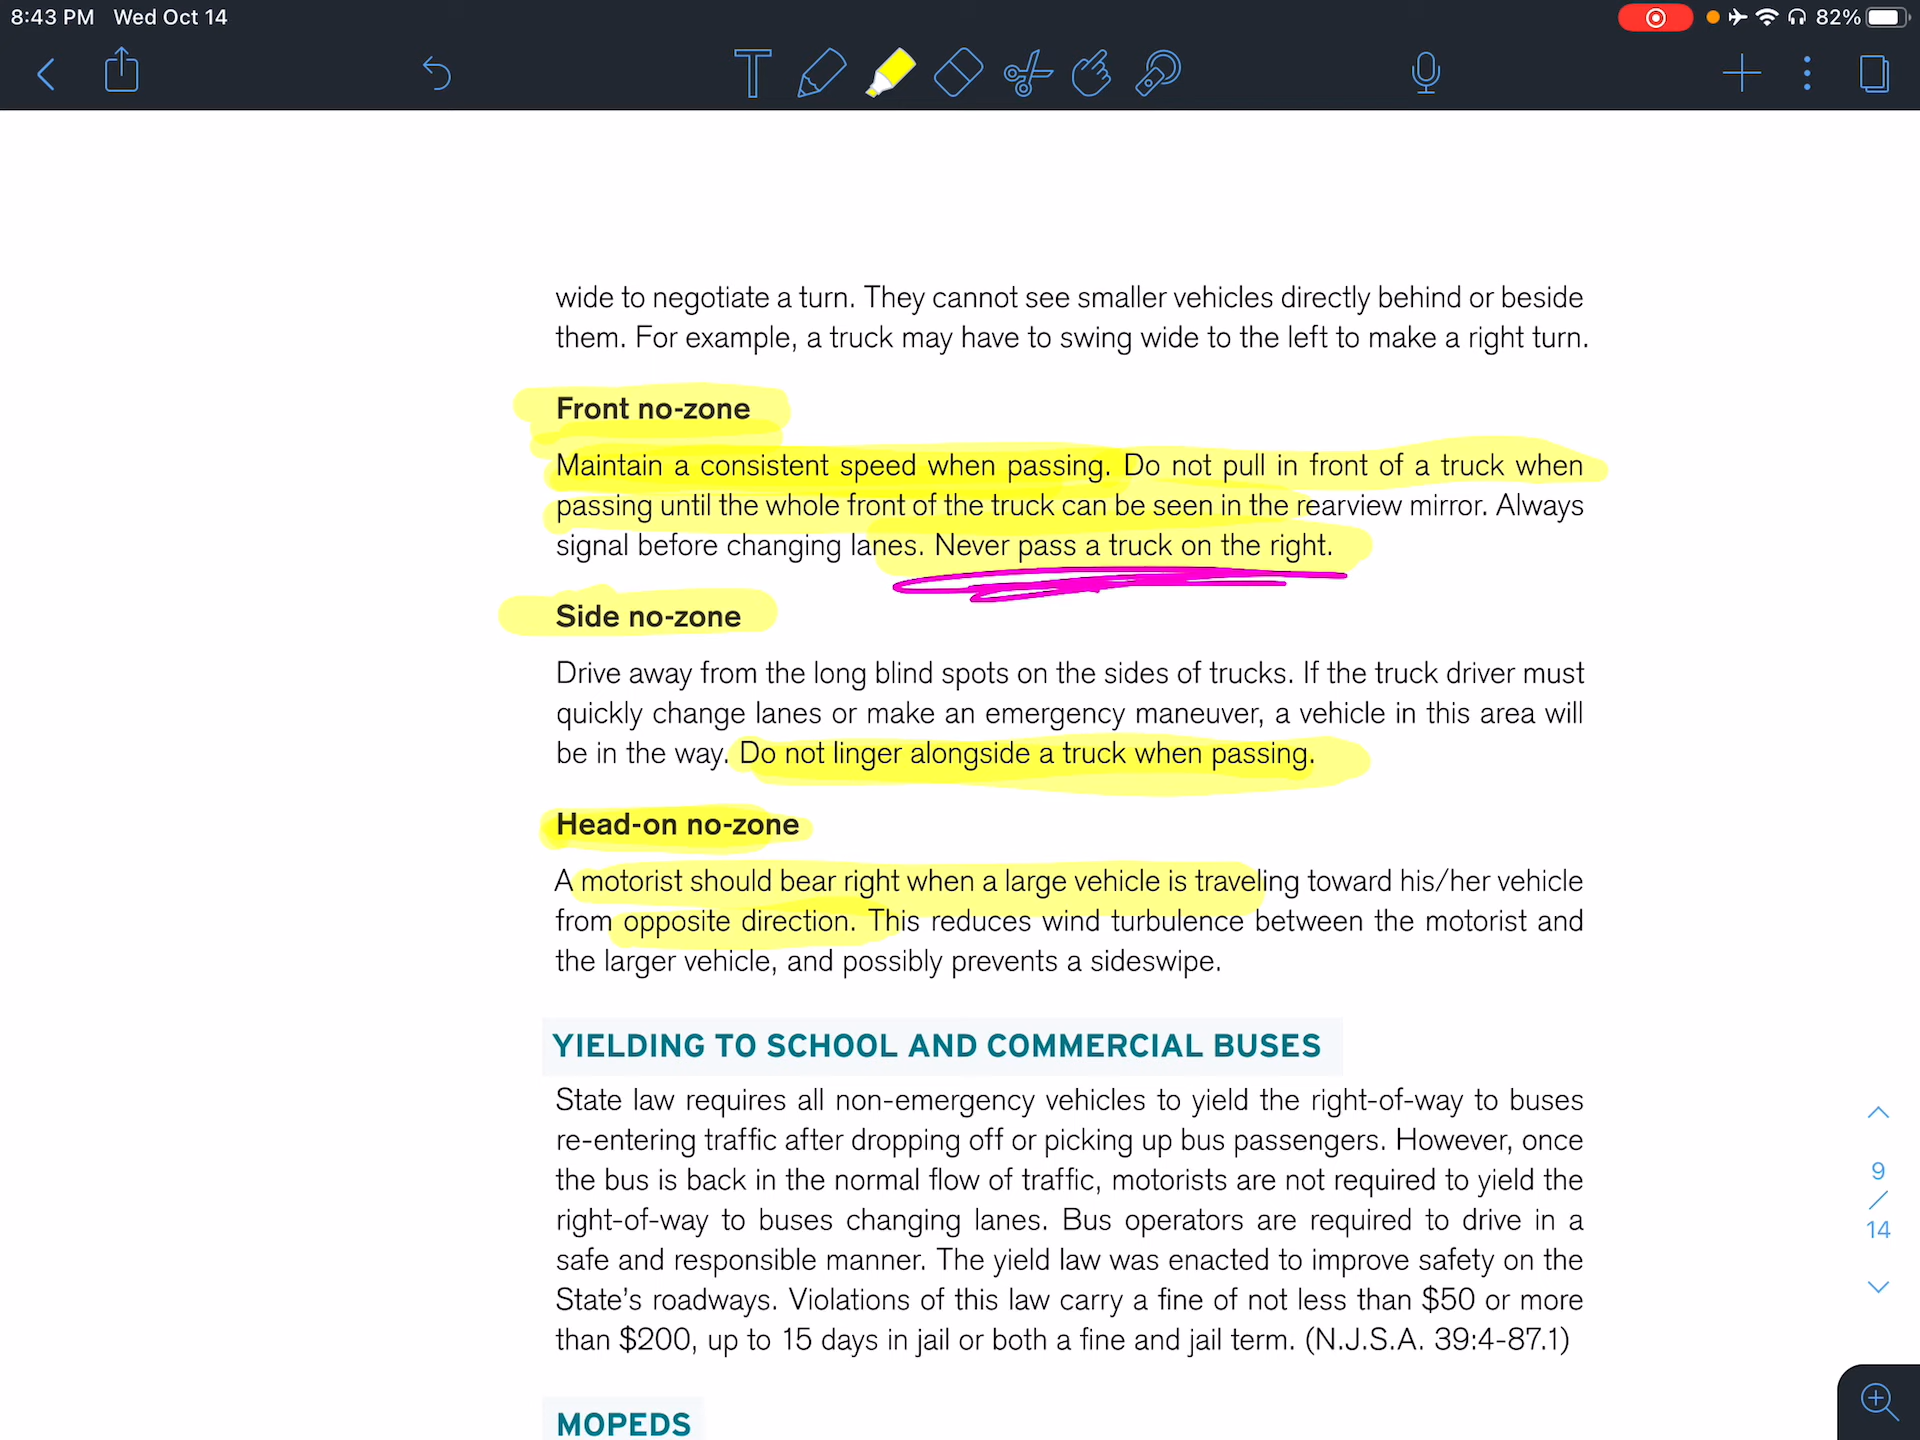 8:43 PM Wed Oct 14
82%
T
wide to negotiate a turn. They cannot see smaller vehicles directly behind or beside
them. For example, a truck may have to swing wide to the left to make a right turn.
Front no-zone
Maintain a consistent speed when passing. Do not pull in front of a truck when
passing until the whole front of the truck can be seen in the rearview mirror. Always
signal before changing lanes. Never pass a truck on the right.
Side no-zone
Drive away from the long blind spots on the sides of trucks. If the truck driver must
quickly change lanes or make an emergency maneuver, a vehicle in this area will
be in the way. Do not linger alongside a truck when passing.
Head-on no-zone
A motorist should bear right when a large vehicle is traveling toward his/her vehicle
from opposite direction. This reduces wind turbulence between the motorist and
the larger vehicle, and possibly prevents a sideswipe.
YIELDING TO SCHOOL AND COMMERCIAL BUSES
State law requires all non-emergency vehicles to yield the right-of-way to buses
re-entering traffic after dropping off or picking up bus passengers. However, once
the bus is back in the normal flow of traffic, motorists are not required to yield the
right-of-way to buses changing lanes. Bus operators are required to drive in a
safe and responsible manner. The yield law was enacted to improve safety on the
State's roadways. Violations of this law carry a fine of not less than $50 or more
than $200, up to 15 days in jail or both a fine and jail term. (N.J.S.A. 39:4-87.1)
MOPEDS
9
/
14